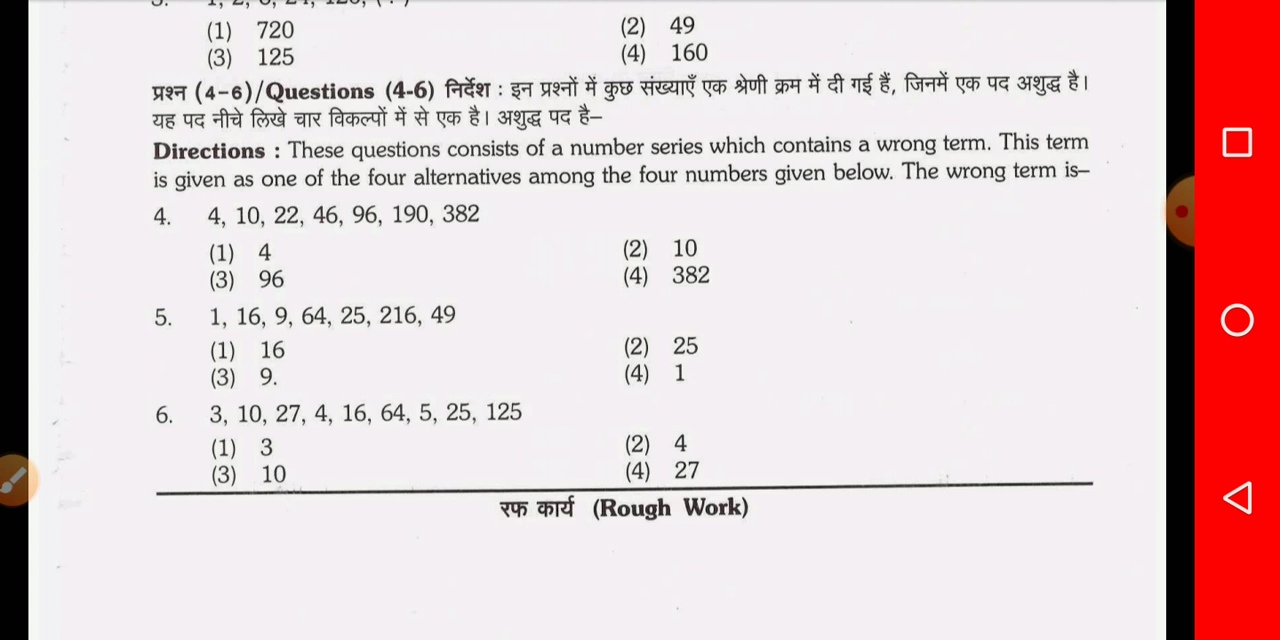 (1) 720 (2) 49
(3) 125 (4) 160
प्रश्न (4-6)/Questions (4-6) निर्देश : इन प्रश्नों में कुछ संख्याएँ एक श्रेणी क्रम में दी गई हैं, जिनमें एक पद अशुद्ध है।
यह पद नीचे लिखे चार विकल्पों में से एक है। अशुद्ध पद है–
Directions : These questions consists of a number series which contains a wrong term. This term
is given as one of the four alternatives among the four numbers given below. The wrong term is–
4. 4, 10, 22, 46, 96, 190, 382
(1) 4 (2) 10
(3) 96 (4) 382
5. 1, 16, 9, 64, 25, 216, 49
(1) 16 (2) 25
(3) 9. (4) 1
6. 3, 10, 27, 4, 16, 64, 5, 25, 125
(1) 3 (2) 4
(3) 10 (4) 27
रफ कार्य (Rough Work)